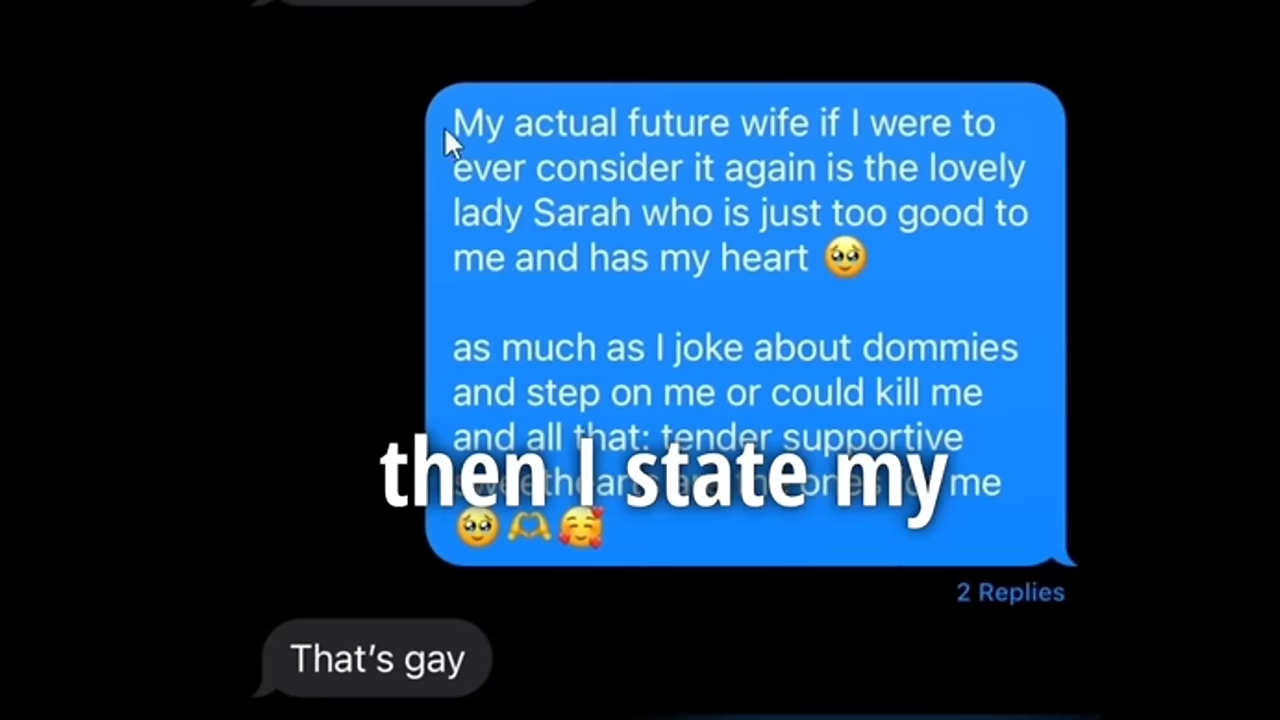 My actual future wife if I were to
ever consider it again is the lovely
lady Sarah who is just too good to
me and has my heart 🥹
as much as I joke about dommies
and step on me or could kill me
and all that: tender supportive
me
then I state my
🥹🫶🥰
2 Replies
That's gay